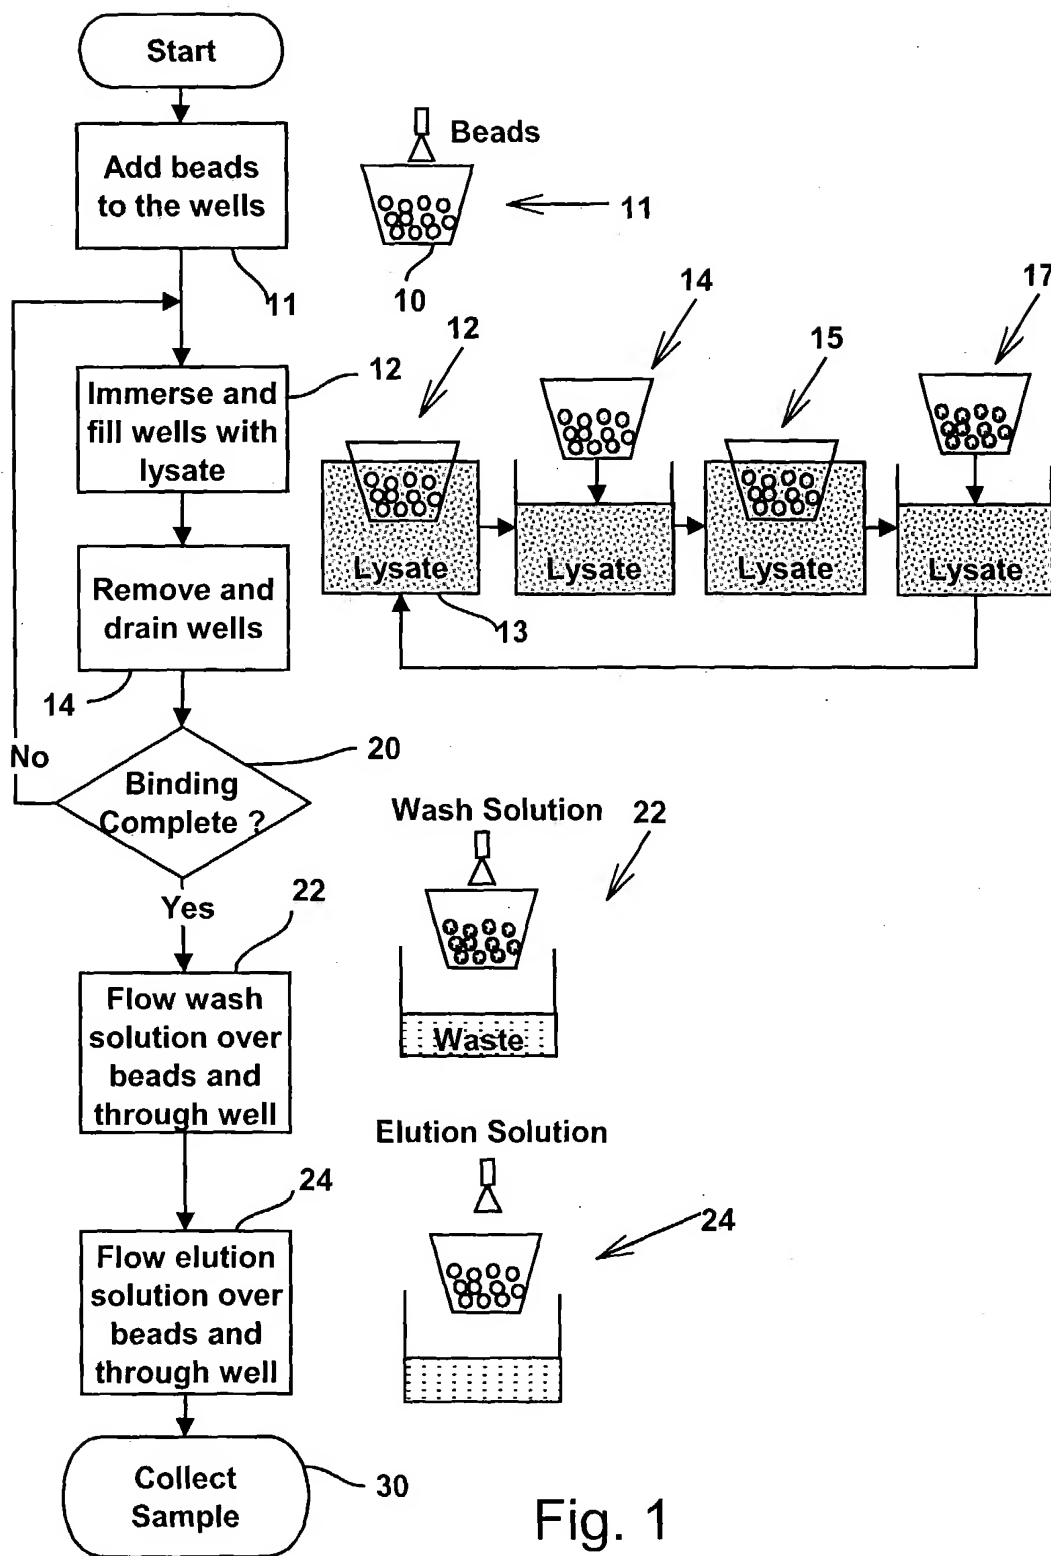 Start
Add beads
to the wells
11
Beads
10
11
Immerse and
fill wells with
lysate
12
12
14
15
17
Lysate
Lysate
Lysate
Lysate
13
Remove and
drain wells
14
Binding
Complete ?
20
No
Yes
Wash Solution
22
Waste
22
Flow wash
solution over
beads and
through well
Elution Solution
24
24
Flow elution
solution over
beads and
through well
Collect
Sample
30
Fig. 1